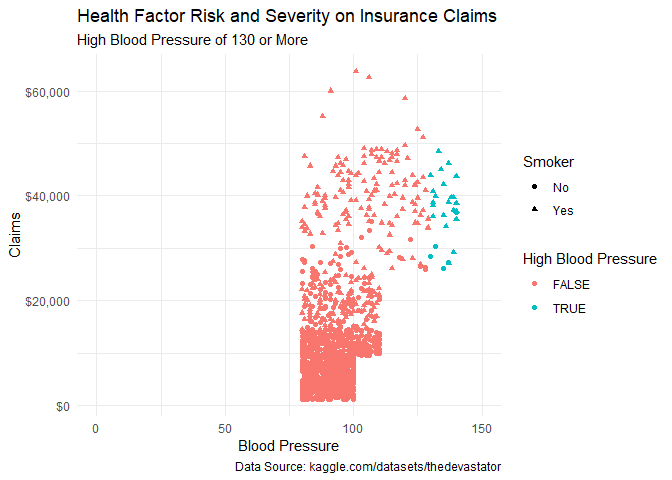 Health Factor Risk and Severity on Insurance Claims
High Blood Pressure of 130 or More
$60,000
$40,000
$20,000
$0
Claims
0 50 100 150
Blood Pressure
Data Source: kaggle.com/datasets/thedevastator
Smoker
No
Yes
High Blood Pressure
FALSE
TRUE